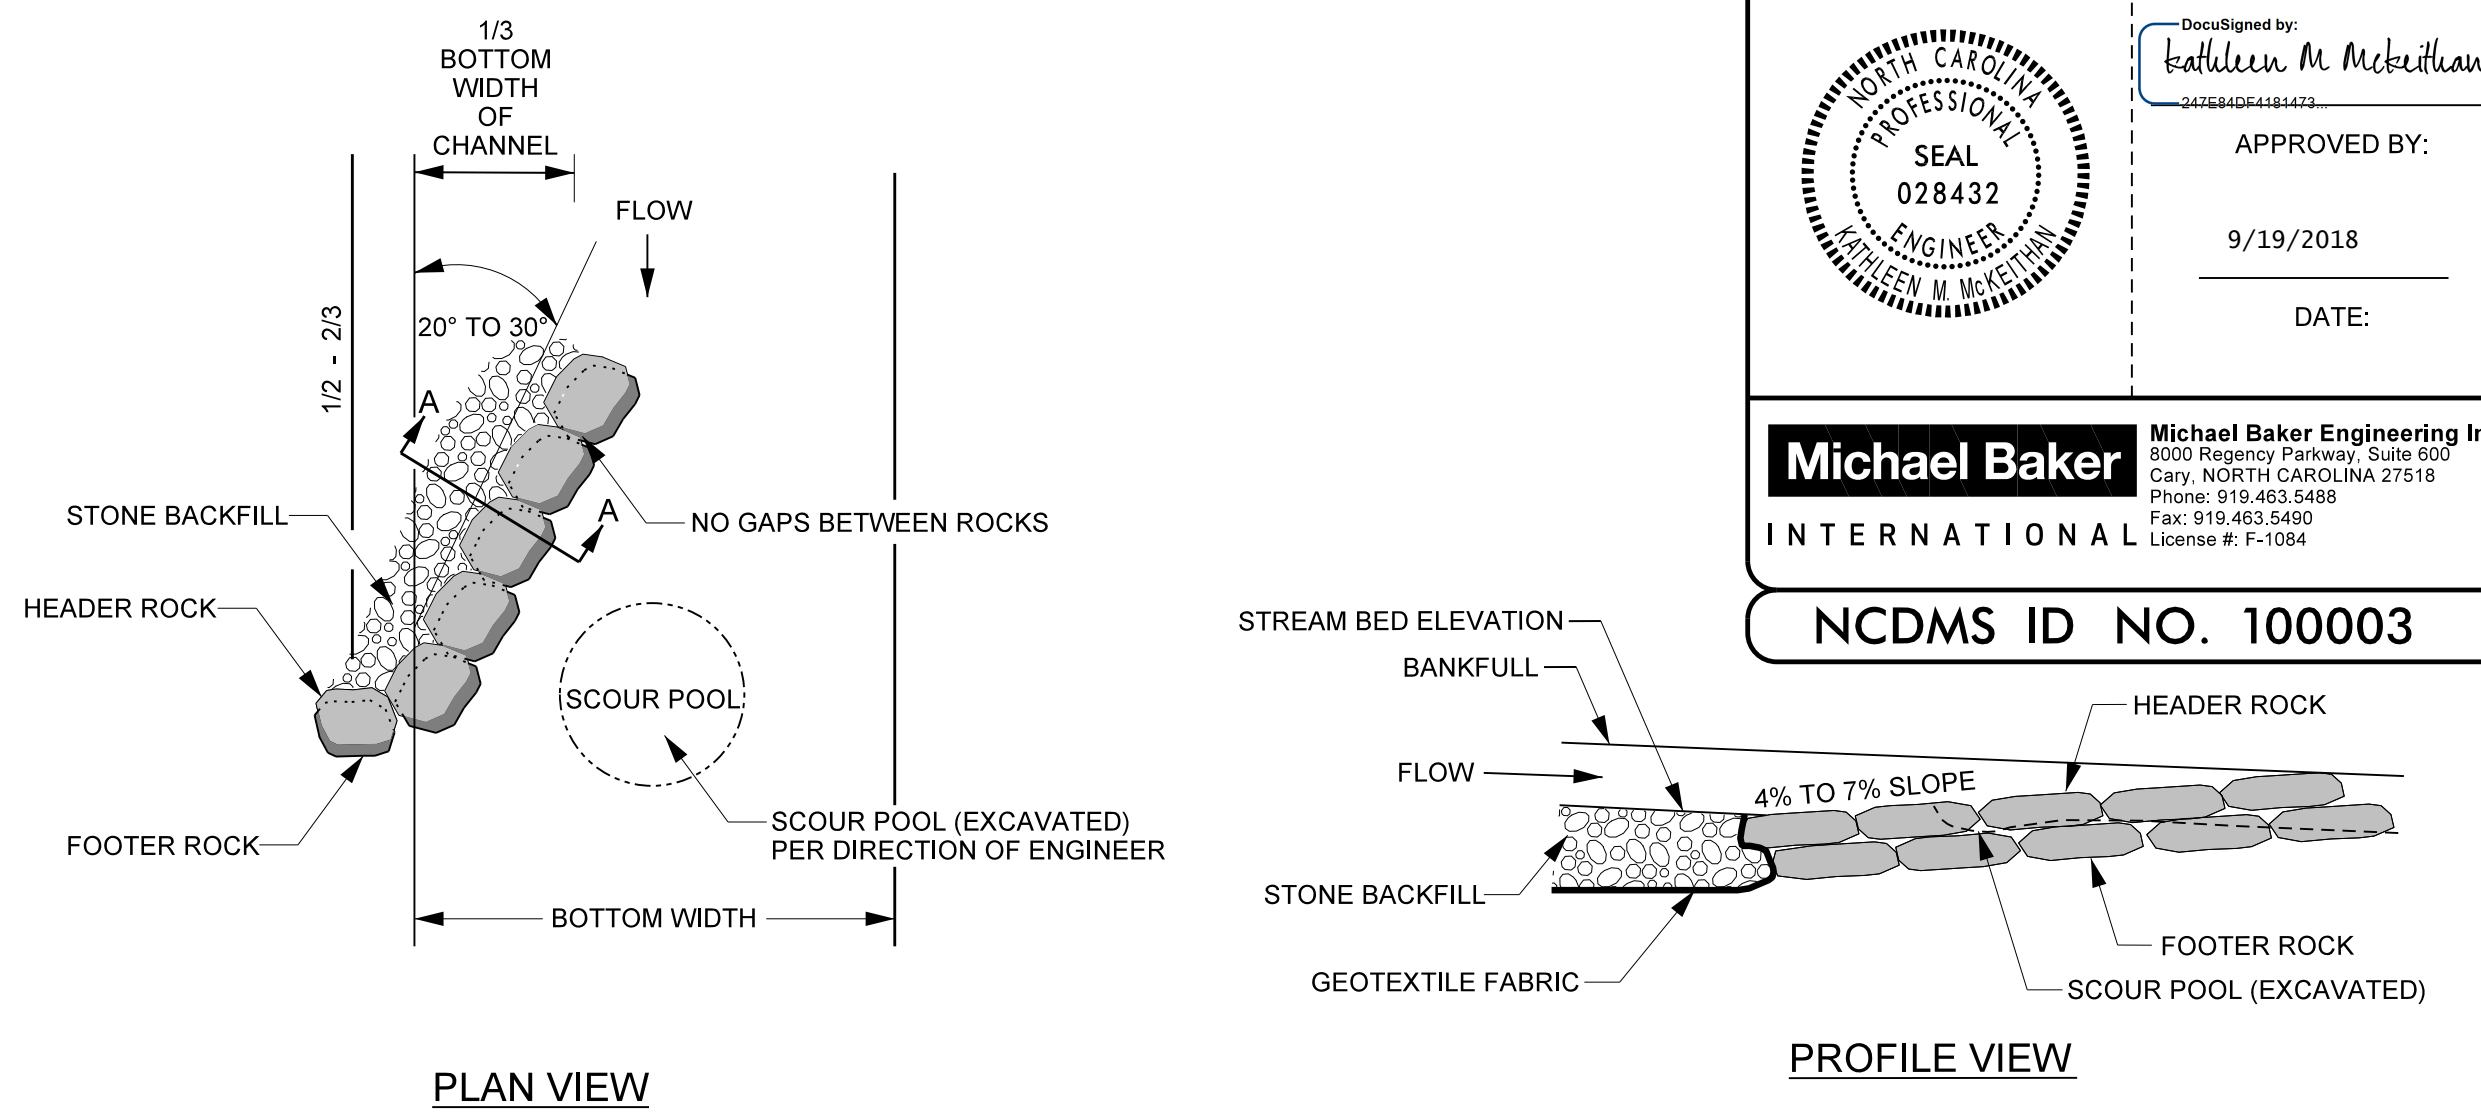 1/3
BOTTOM
WIDTH
OF
CHANNEL
FLOW
20° TO 30°
1/2 - 2/3
A
A
STONE BACKFILL
NO GAPS BETWEEN ROCKS
HEADER ROCK
SCOUR POOL
FOOTER ROCK
SCOUR POOL (EXCAVATED)
PER DIRECTION OF ENGINEER
BOTTOM WIDTH
PLAN VIEW
NORTH CAROLINA
PROFESSIONAL
SEAL
028432
ENGINEER
KATHLEEN M. McKEITHAN
DocuSigned by:
Kathleen M McKeithan
247E84DF4181473...
APPROVED BY:
9/19/2018
DATE:
Michael Baker
INTERNATIONAL
Michael Baker Engineering In
8000 Regency Parkway, Suite 600
Cary, NORTH CAROLINA 27518
Phone: 919.463.5488
Fax: 919.463.5490
License #: F-1084
NCDMS ID NO. 100003
STREAM BED ELEVATION
BANKFULL
HEADER ROCK
FLOW
4% TO 7% SLOPE
STONE BACKFILL
FOOTER ROCK
GEOTEXTILE FABRIC
SCOUR POOL (EXCAVATED)
PROFILE VIEW